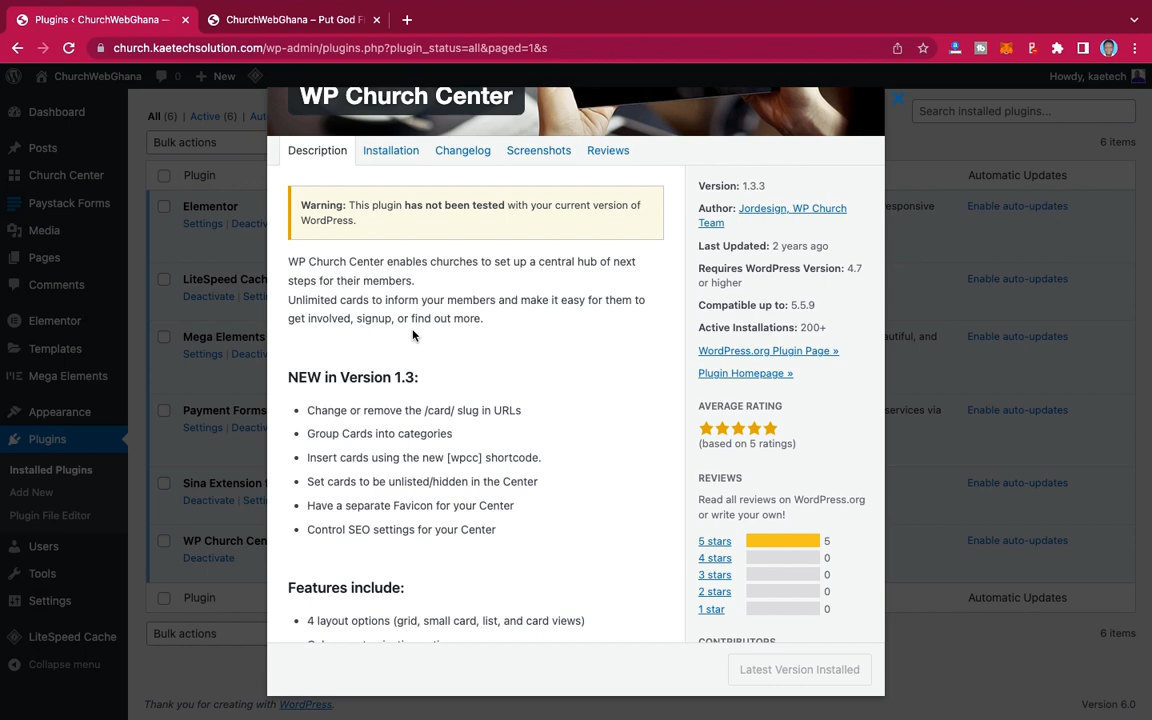 Plugins ‹ ChurchWebGhana —
ChurchWebGhana – Put God Fi
church.kaetechsolution.com/wp-admin/plugins.php?plugin_status=all&paged=1&s
ChurchWebGhana
0
New
Howdy, kaetech
Dashboard
Posts
Church Center
Paystack Forms
Media
Pages
Comments
Elementor
Templates
Mega Elements
Appearance
Plugins
Installed Plugins
Add New
Plugin File Editor
Users
Tools
Settings
LiteSpeed Cache
Collapse menu
All (6) | Active (6) |
Search installed plugins...
Bulk actions
6 items
Plugin
Automatic Updates
Elementor
Settings |
Enable auto-updates
LiteSpeed
Deactivate |
Enable auto-updates
Mega Elements
Settings |
and
Enable auto-updates
Payment Forms
Settings |
services via
Enable auto-updates
Sina Extension
Deactivate |
Enable auto-updates
WP Church
Deactivate
Enable auto-updates
Plugin
Automatic Updates
Bulk actions
6 items
Thank you for creating with WordPress.
Version 6.0
WP Church Center
Description
Installation
Changelog
Screenshots
Reviews
Warning: This plugin has not been tested with your current version of
WordPress.
WP Church Center enables churches to set up a central hub of next
steps for their members.
Unlimited cards to inform your members and make it easy for them to
get involved, signup, or find out more.
NEW in Version 1.3:
• Change or remove the /card/ slug in URLs
• Group Cards into categories
• Insert cards using the new [wpcc] shortcode.
• Set cards to be unlisted/hidden in the Center
• Have a separate Favicon for your Center
• Control SEO settings for your Center
Features include:
• 4 layout options (grid, small card, list, and card views)
Version: 1.3.3
Author: Jordesign, WP Church
Team
Last Updated: 2 years ago
Requires WordPress Version: 4.7
or higher
Compatible up to: 5.5.9
Active Installations: 200+
WordPress.org Plugin Page »
Plugin Homepage »
AVERAGE RATING
(based on 5 ratings)
REVIEWS
Read all reviews on WordPress.org
or write your own!
5 stars 5
4 stars 0
3 stars 0
2 stars 0
1 star 0
CONTRIBUTORS
Latest Version Installed